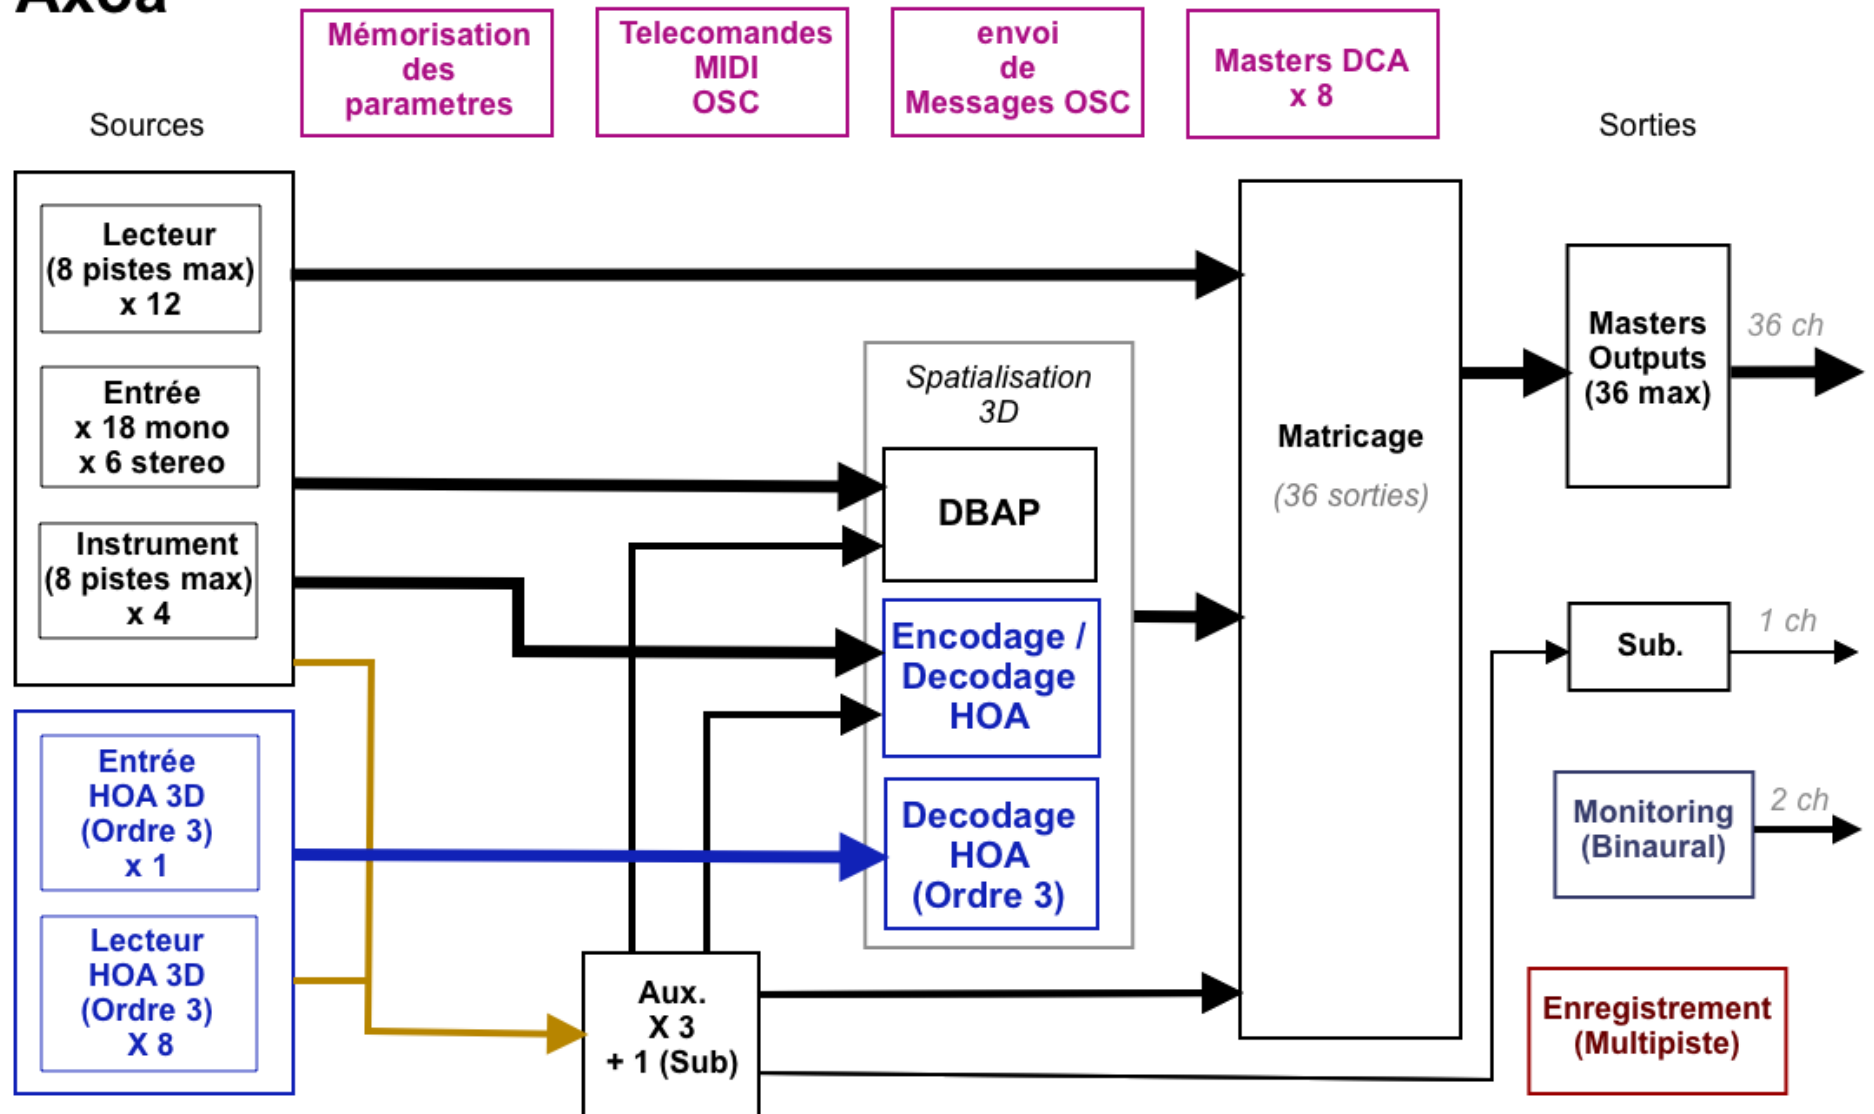 Mémorisation
des
parametres
Telecomandes
MIDI
OSC
envoi
de
Messages OSC
Masters DCA
x 8
Sources
Sorties
Lecteur
(8 pistes max)
x 12
Entrée
x 18 mono
x 6 stereo
Instrument
(8 pistes max)
x 4
Entrée
HOA 3D
(Ordre 3)
x 1
Lecteur
HOA 3D
(Ordre 3)
X 8
Spatialisation
3D
DBAP
Encodage /
Decodage
HOA
Decodage
HOA
(Ordre 3)
Aux.
X 3
+ 1 (Sub)
Matricage
(36 sorties)
Masters
Outputs
(36 max)
36 ch
Sub.
1 ch
Monitoring
(Binaural)
2 ch
Enregistrement
(Multipiste)